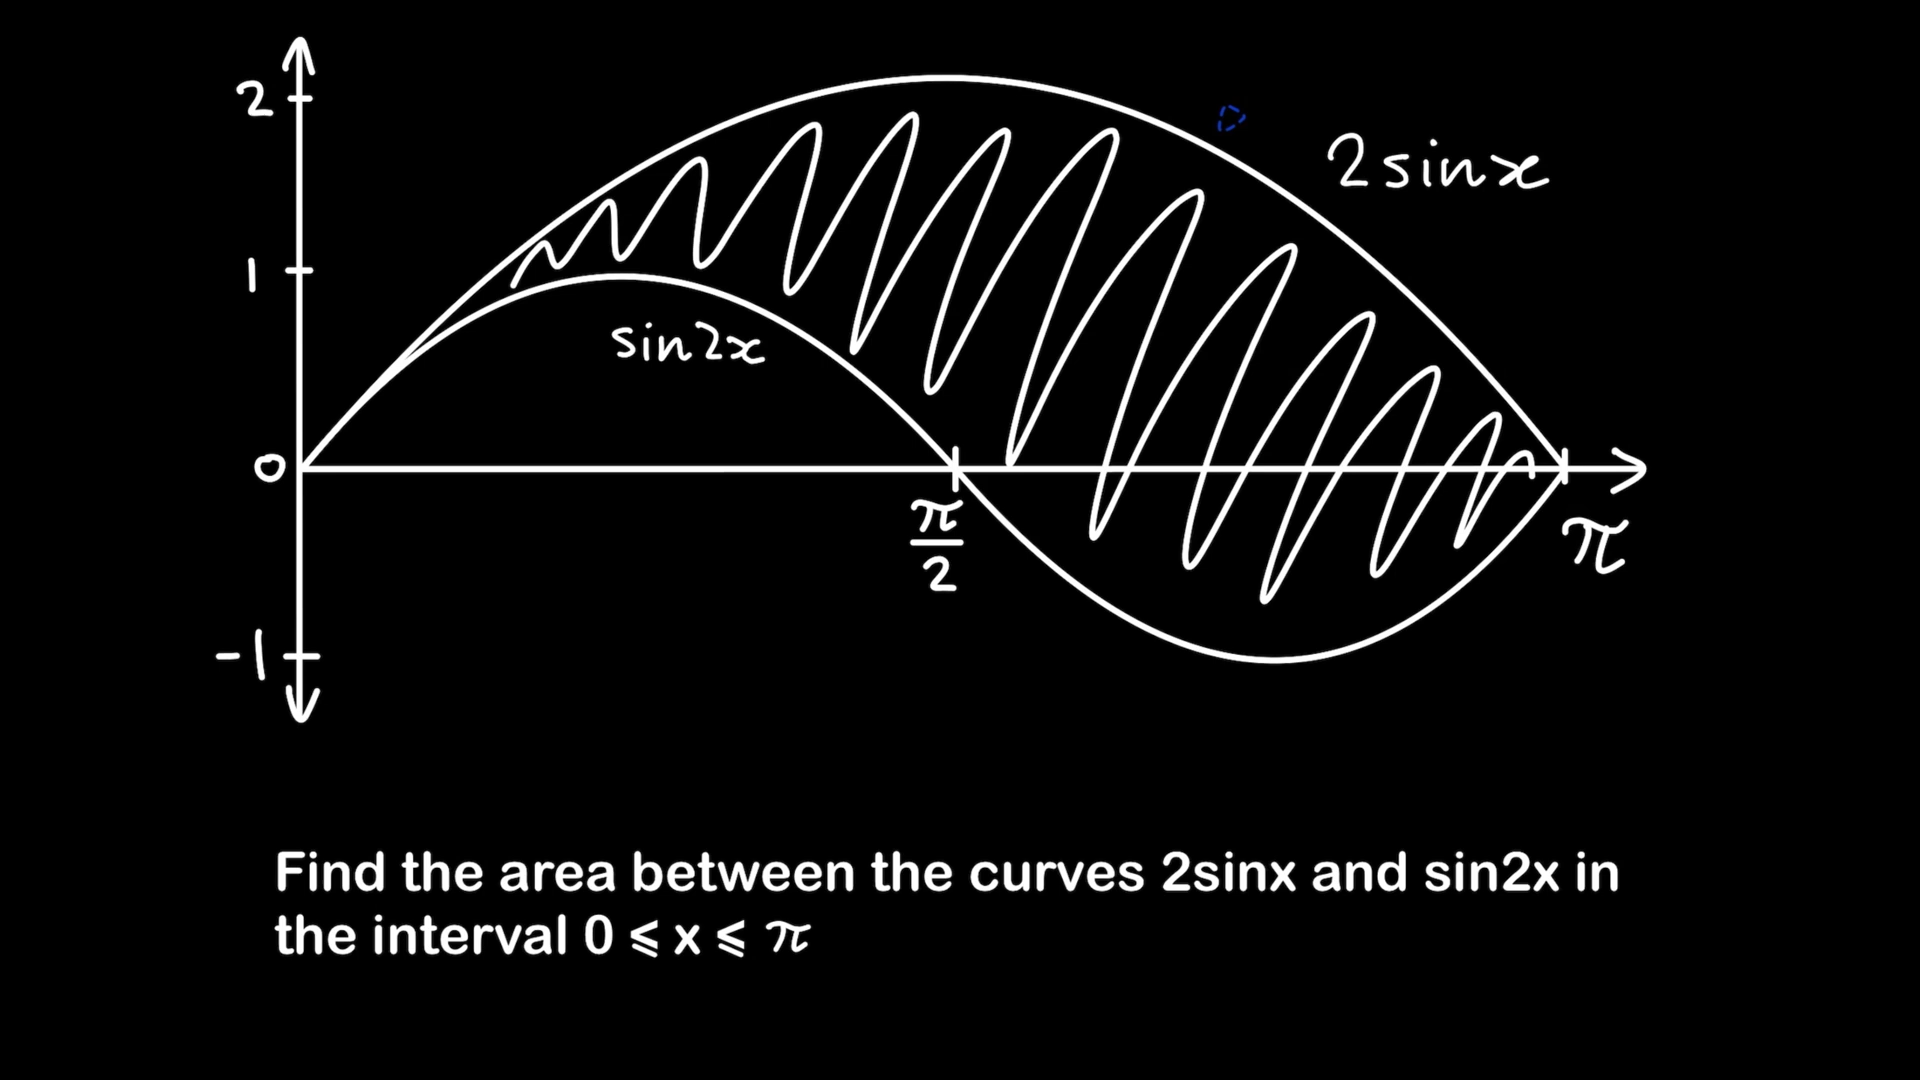 2
2sinx
1
sin2x
0
π/2
π
-1
Find the area between the curves 2sinx and sin2x in
the interval 0 ⩽ x ⩽ π